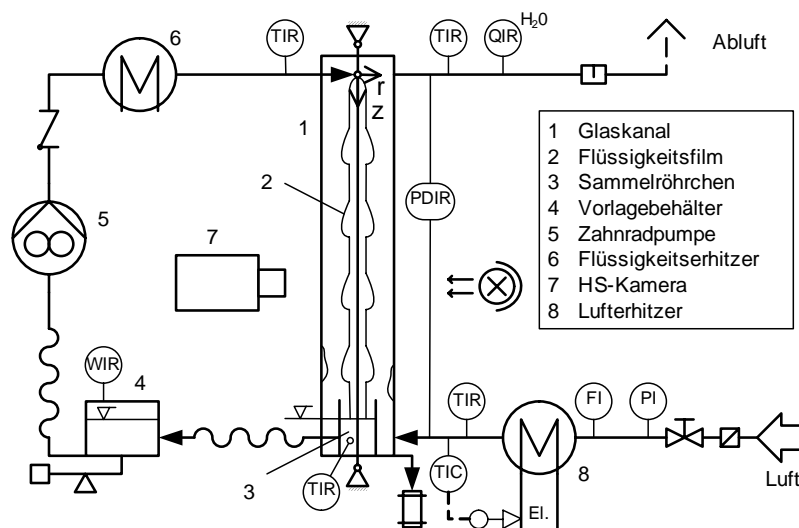 6
TIR
TIR
QIR
H20
Abluft
r
z
1
2
PDIR
5
7
1 Glaskanal
2 Flüssigkeitsfilm
3 Sammelröhrchen
4 Vorlagebehälter
5 Zahnradpumpe
6 Flüssigkeitserhitzer
7 HS-Kamera
8 Lufterhitzer
WIR
4
TIR
FI
PI
3
TIR
TIC
El.
8
Luft